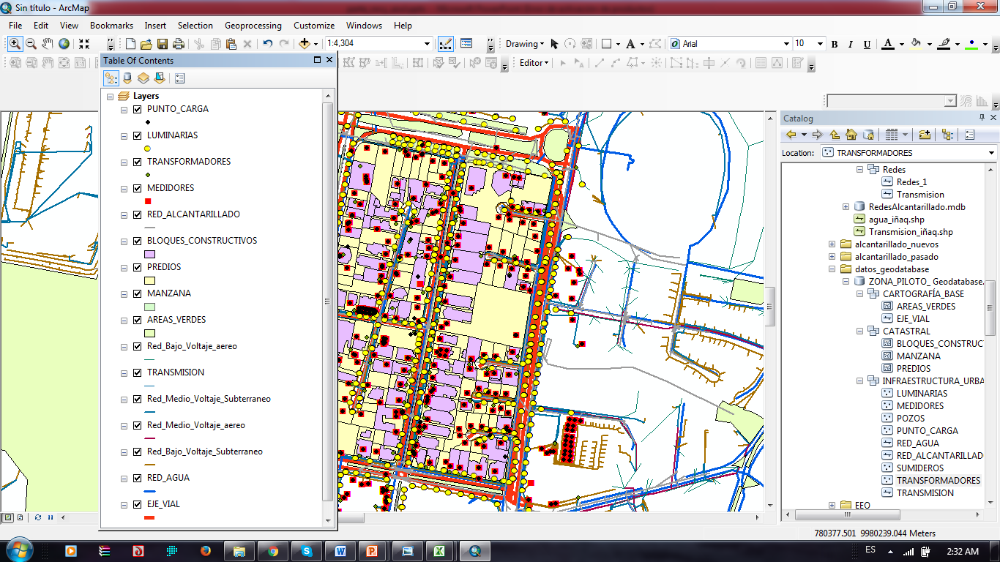 Sin título - ArcMap
File Edit View Bookmarks Insert Selection Geoprocessing Customize Windows Help
1:4,304 Drawing A Arial 10 B I U A
Editor
Table Of Contents
Layers
PUNTO_CARGA
LUMINARIAS
TRANSFORMADORES
MEDIDORES
RED_ALCANTARILLADO
BLOQUES_CONSTRUCTIVOS
PREDIOS
MANZANA
AREAS_VERDES
Red_Bajo_Voltaje_aereo
TRANSMISION
Red_Medio_Voltaje_Subterraneo
Red_Medio_Voltaje_aereo
Red_Bajo_Voltaje_Subterraneo
RED_AGUA
EJE_VIAL
Catalog
Location: TRANSFORMADORES
Redes
Redes_1
Transmision
RedesAlcantarillado.mdb
agua_iñaq.shp
Transmision_iñaq.shp
alcantarillado_nuevos
alcantarillado_pasado
datos_geodatabase
ZONA_PILOTO_ Geodatabase.
CARTOGRAFÍA_BASE
AREAS_VERDES
EJE_VIAL
CATASTRAL
BLOQUES_CONSTRUC
MANZANA
PREDIOS
INFRAESTRUCTURA_URBA
LUMINARIAS
MEDIDORES
POZOS
PUNTO_CARGA
RED_AGUA
RED_ALCANTARILLAD
SUMIDEROS
TRANSFORMADORES
TRANSMISION
EEO
780377.501 9980239.044 Meters
ES 2:32 AM